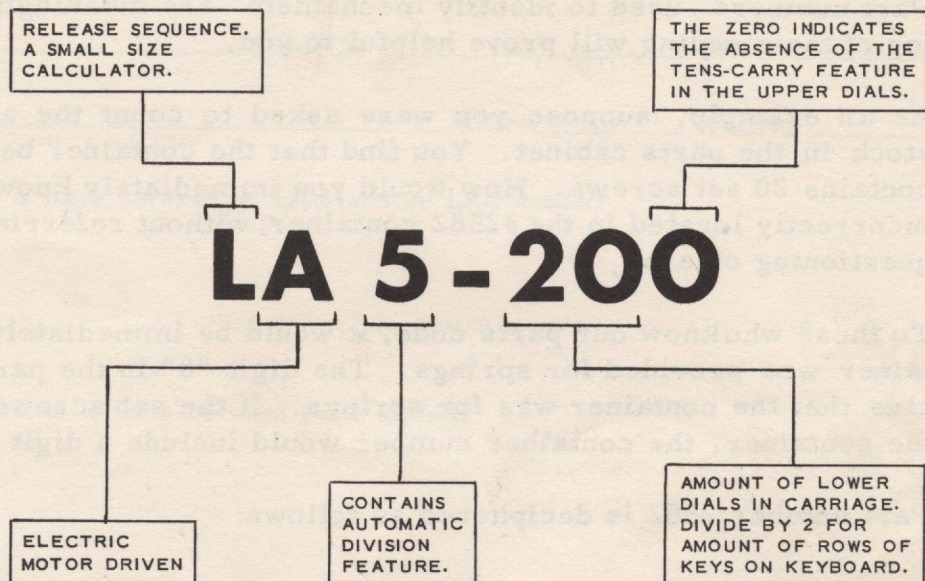 RELEASE SEQUENCE.
A SMALL SIZE
CALCULATOR.
THE ZERO INDICATES
THE ABSENCE OF THE
TENS-CARRY FEATURE
IN THE UPPER DIALS.
LA 5-200
ELECTRIC
MOTOR DRIVEN
CONTAINS
AUTOMATIC
DIVISION
FEATURE.
AMOUNT OF LOWER
DIALS IN CARRIAGE.
DIVIDE BY 2 FOR
AMOUNT OF ROWS OF
KEYS ON KEYBOARD.